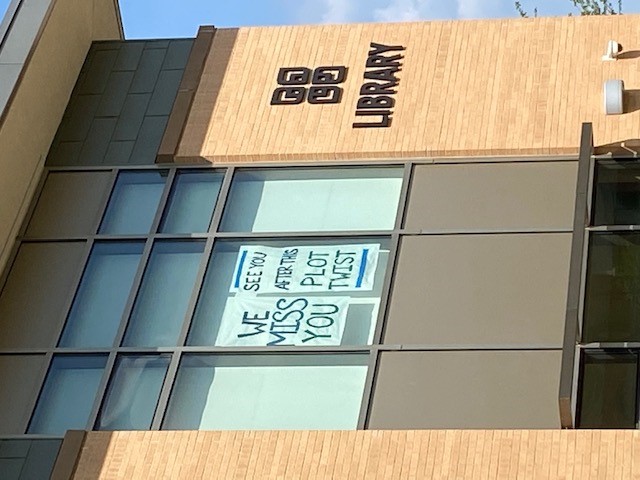 WE
MISS
YOU
SEE YOU
AFTER THIS
PLOT
TWIST
LIBRARY